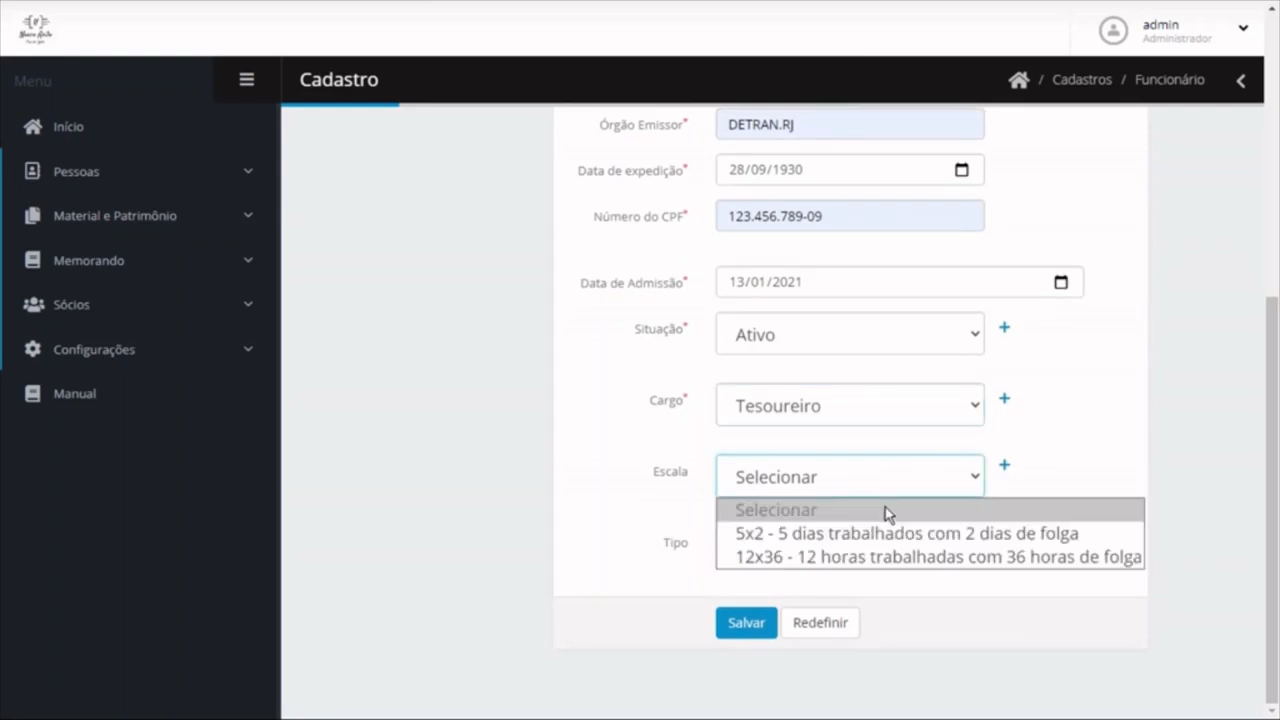 admin
Administrador
Menu
Cadastro
/ Cadastros / Funcionário
Início
Pessoas
Material e Patrimônio
Memorando
Sócios
Configurações
Manual
Órgão Emissor*
DETRAN.RJ
Data de expedição*
28/09/1930
Número do CPF*
123.456.789-09
Data de Admissão*
13/01/2021
Situação*
Ativo
+
Cargo*
Tesoureiro
+
Escala
Selecionar
+
Selecionar
5x2 - 5 dias trabalhados com 2 dias de folga
12x36 - 12 horas trabalhadas com 36 horas de folga
Tipo
Salvar
Redefinir